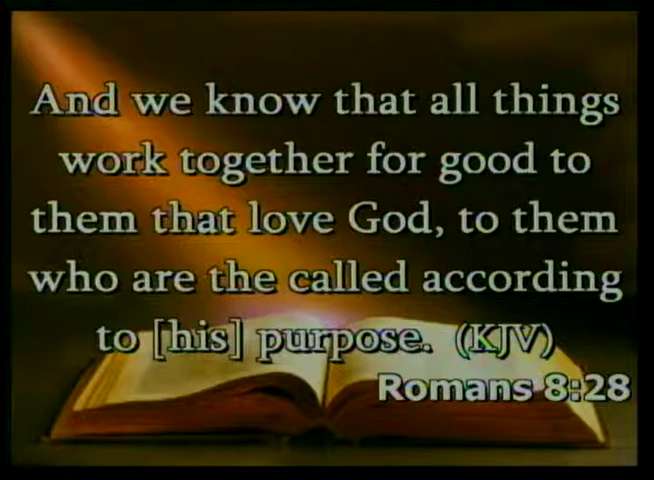 And we know that all things
work together for good to
them that love God, to them
who are the called according
to [his] purpose. (KJV)
Romans 8:28